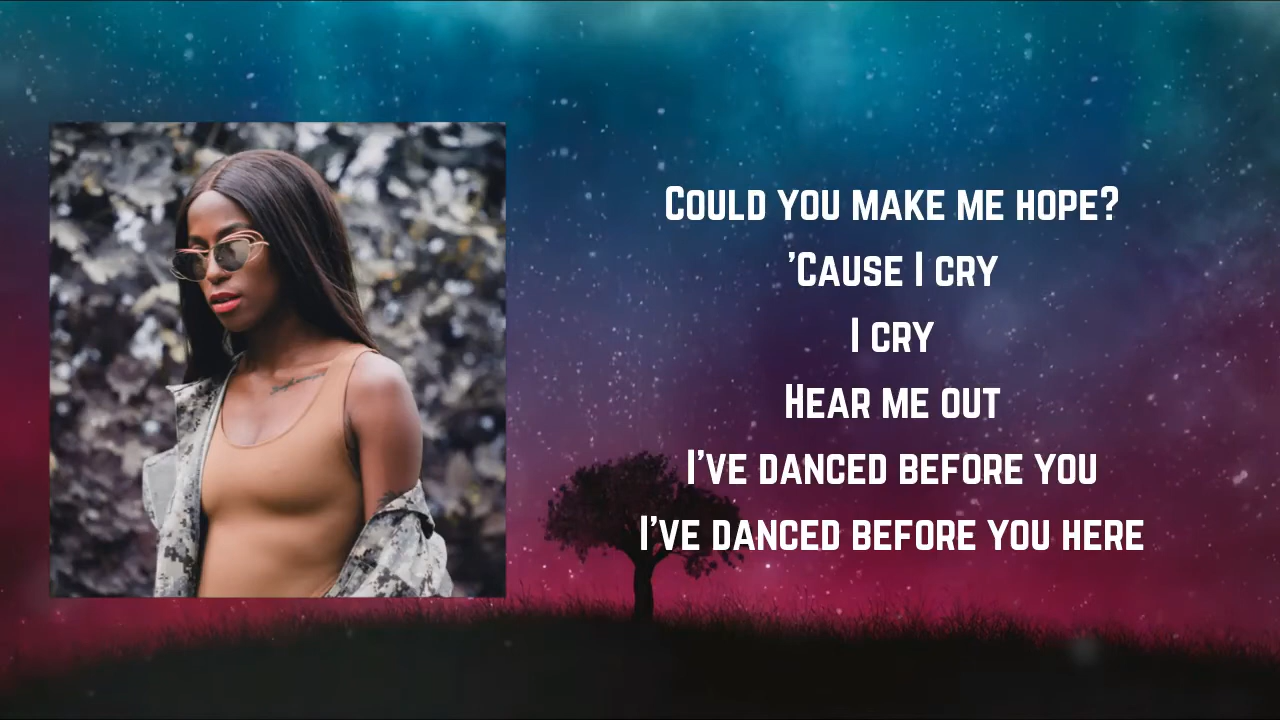 Could you make me hope?
'Cause I cry
I cry
Hear me out
I've danced before you
I've danced before you here